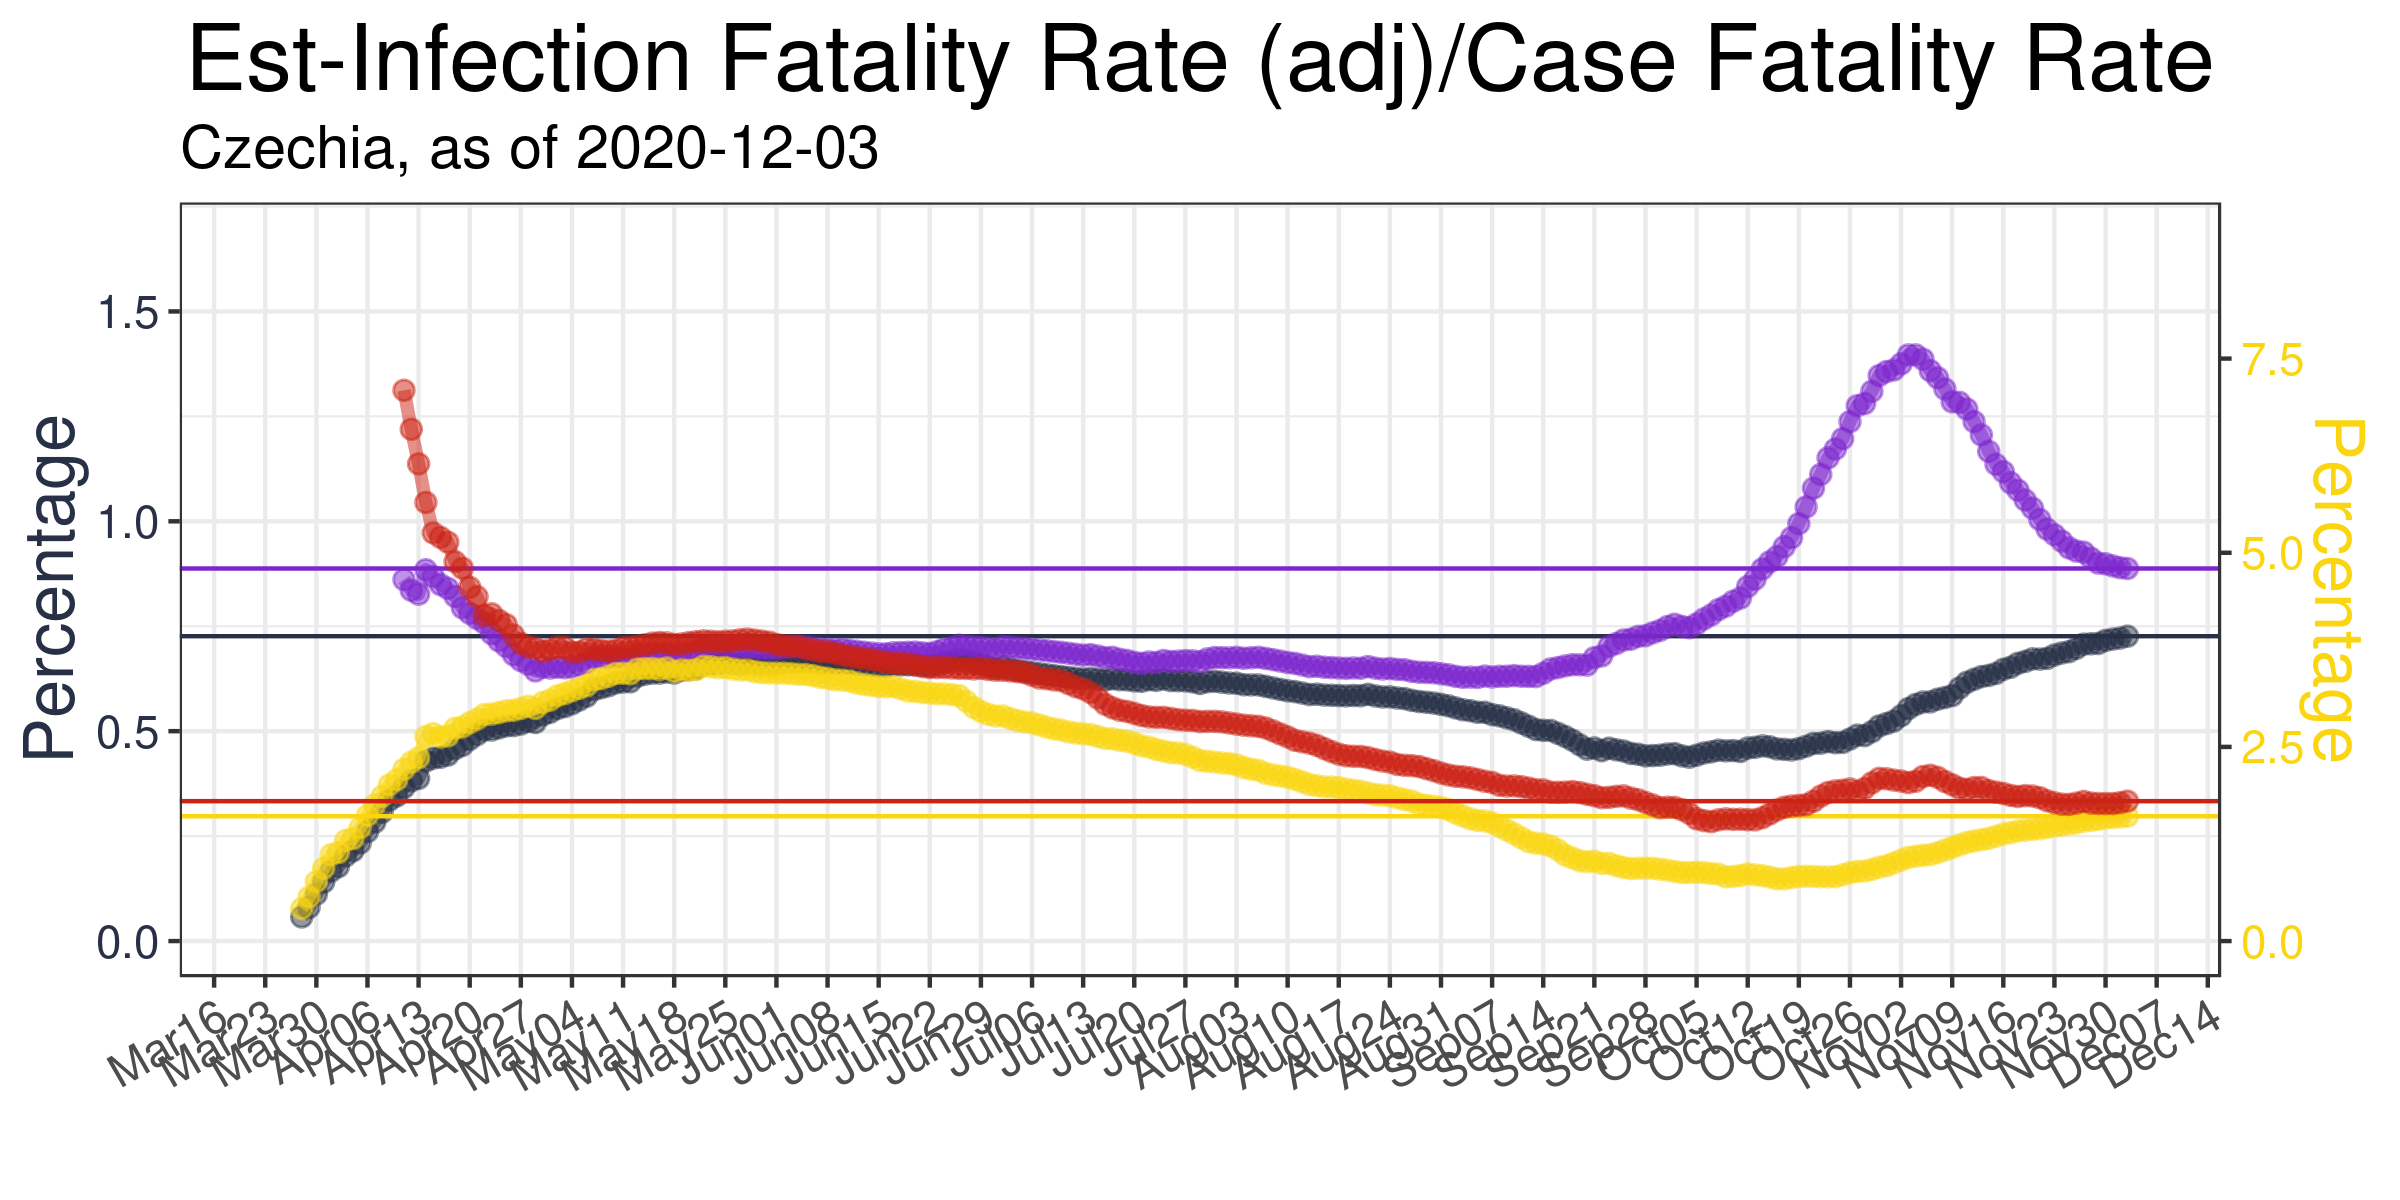 Est-Infection Fatality Rate (adj)/Case Fatality Rate
Czechia, as of 2020-12-03
Percentage
1.5
1.0
0.5
0.0
7.5
5.0
2.5
0.0
Percentage
Mar16
Mar23
Mar30
Apr06
Apr13
Apr20
Apr27
May04
May11
May18
May25
Jun01
Jun08
Jun15
Jun22
Jun29
Jul06
Jul13
Jul20
Jul27
Aug03
Aug10
Aug17
Aug24
Aug31
Sep07
Sep14
Sep21
Sep28
Oct05
Oct12
Oct19
Oct26
Nov02
Nov09
Nov16
Nov23
Nov30
Dec07
Dec14